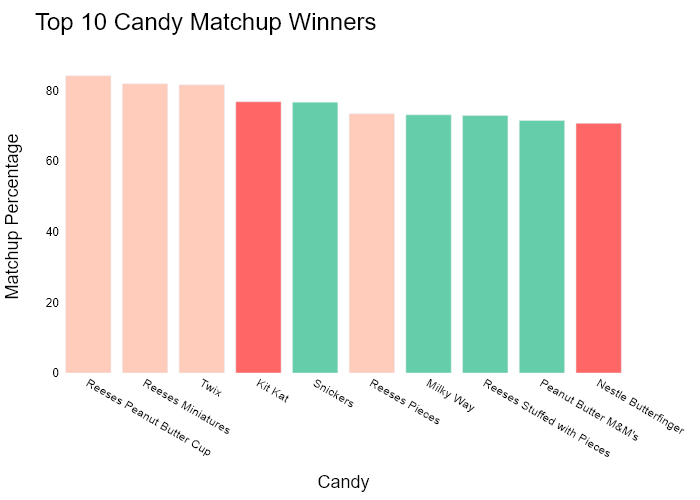 Top 10 Candy Matchup Winners
Matchup Percentage
80
60
40
20
0
Reeses Peanut Butter Cup
Reeses Miniatures
Twix
Kit Kat
Snickers
Reeses Pieces
Milky Way
Reeses Stuffed with Pieces
Peanut Butter M&M's
Nestle Butterfinger
Candy